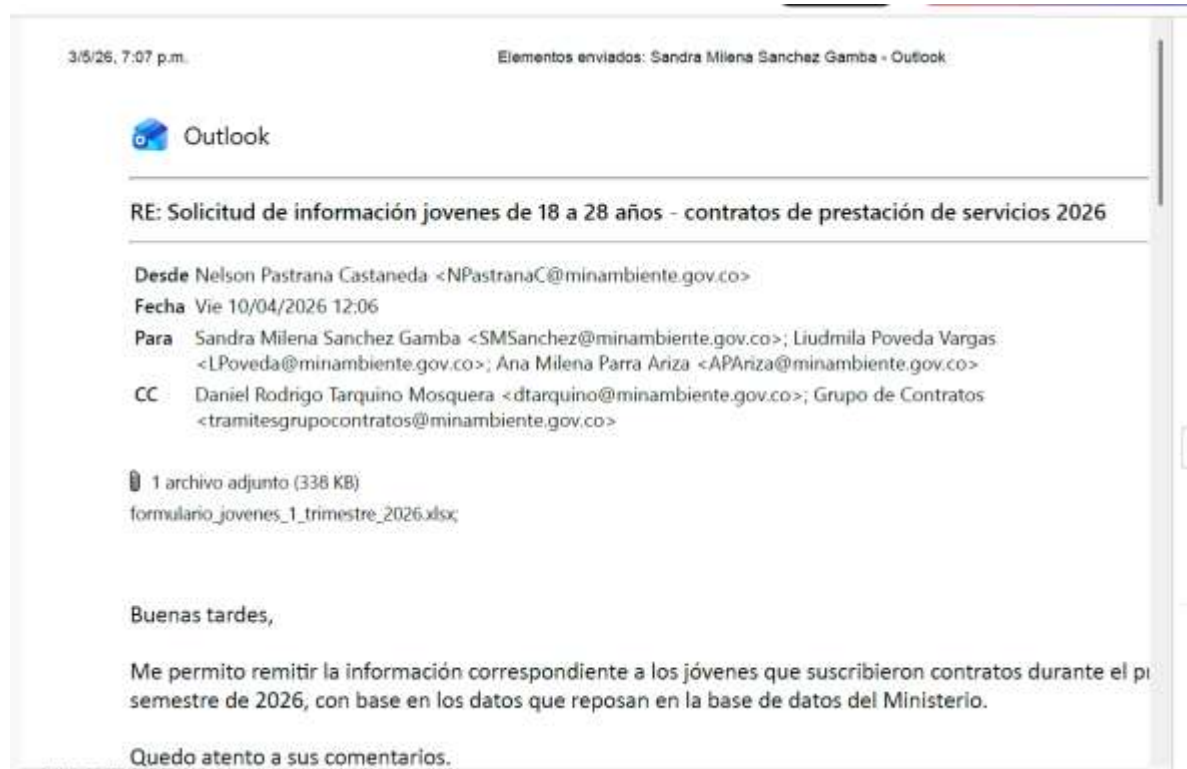 3/5/26, 7:07 p.m. Elementos enviados: Sandra Milena Sanchez Gamba - Outlook
Outlook
RE: Solicitud de información jovenes de 18 a 28 años - contratos de prestación de servicios 2026
Desde Nelson Pastrana Castaneda <NPastranaC@minambiente.gov.co>
Fecha Vie 10/04/2026 12:06
Para Sandra Milena Sanchez Gamba <SMSanchez@minambiente.gov.co>; Liudmila Poveda Vargas
<LPoveda@minambiente.gov.co>; Ana Milena Parra Ariza <APAriza@minambiente.gov.co>
CC Daniel Rodrigo Tarquino Mosquera <dtarquino@minambiente.gov.co>; Grupo de Contratos
<tramitesgrupocontratos@minambiente.gov.co>
1 archivo adjunto (338 KB)
formulario_jovenes_1_trimestre_2026.xlsx;
Buenas tardes,
Me permito remitir la información correspondiente a los jóvenes que suscribieron contratos durante el
semestre de 2026, con base en los datos que reposan en la base de datos del Ministerio.
Quedo atento a sus comentarios.